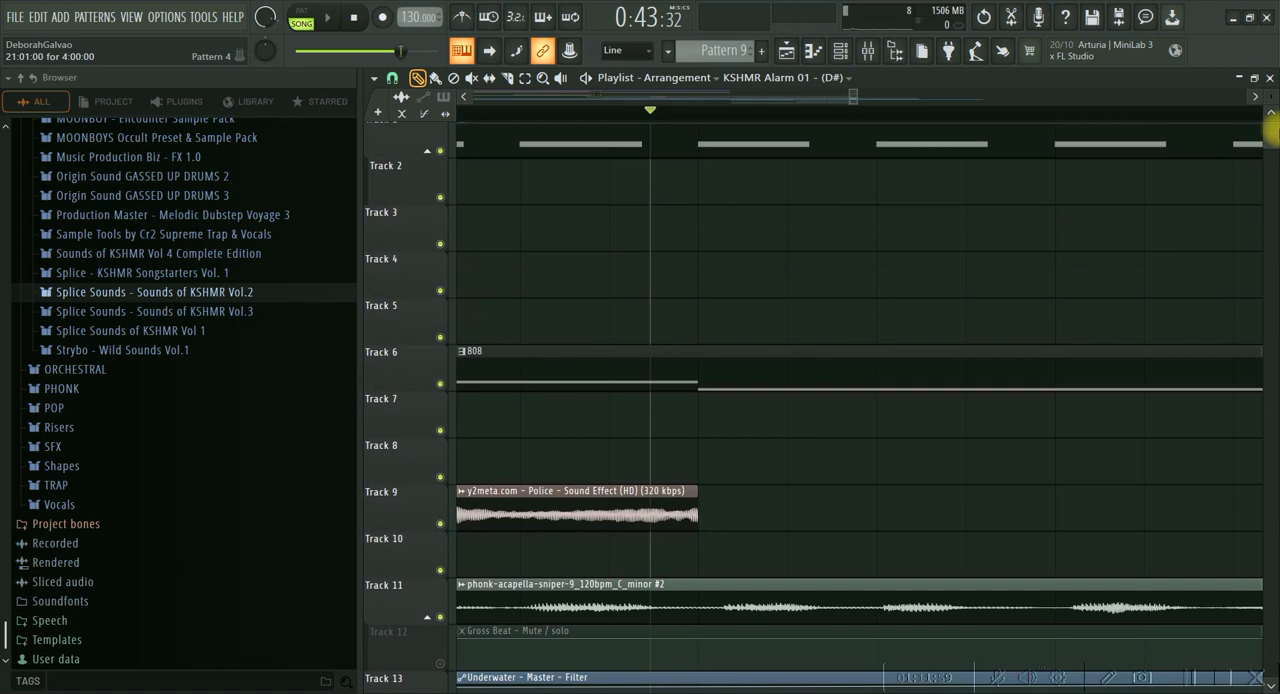 FILE EDIT ADD PATTERNS VIEW OPTIONS TOOLS HELP
PAT
SONG
130.000
3.2.
0:43:32
M:S:CS
8
1506 MB
0
DeborahGalvao
21:01:00 for 4:00:00
Pattern 4
Line
Pattern 9
20/10 Arturia | MiniLab 3
x FL Studio
Browser
Playlist - Arrangement
KSHMR Alarm 01 - (D#)
ALL
PROJECT
PLUGINS
LIBRARY
STARRED
MOONBOY - Encounter Sample Pack
MOONBOYS Occult Preset & Sample Pack
Music Production Biz - FX 1.0
Origin Sound GASSED UP DRUMS 2
Origin Sound GASSED UP DRUMS 3
Production Master - Melodic Dubstep Voyage 3
Sample Tools by Cr2 Supreme Trap & Vocals
Sounds of KSHMR Vol 4 Complete Edition
Splice - KSHMR Songstarters Vol. 1
Splice Sounds - Sounds of KSHMR Vol.2
Splice Sounds - Sounds of KSHMR Vol.3
Splice Sounds of KSHMR Vol 1
Strybo - Wild Sounds Vol.1
ORCHESTRAL
PHONK
POP
Risers
SFX
Shapes
TRAP
Vocals
Project bones
Recorded
Rendered
Sliced audio
Soundfonts
Speech
Templates
User data
TAGS
Track 2
Track 3
Track 4
Track 5
Track 6
808
Track 7
Track 8
Track 9
y2meta.com - Police - Sound Effect (HD) (320 kbps)
Track 10
Track 11
phonk-acapella-sniper-9_120bpm_C_minor #2
Track 12
Gross Beat - Mute / solo
Track 13
Underwater - Master - Filter
01:11:59